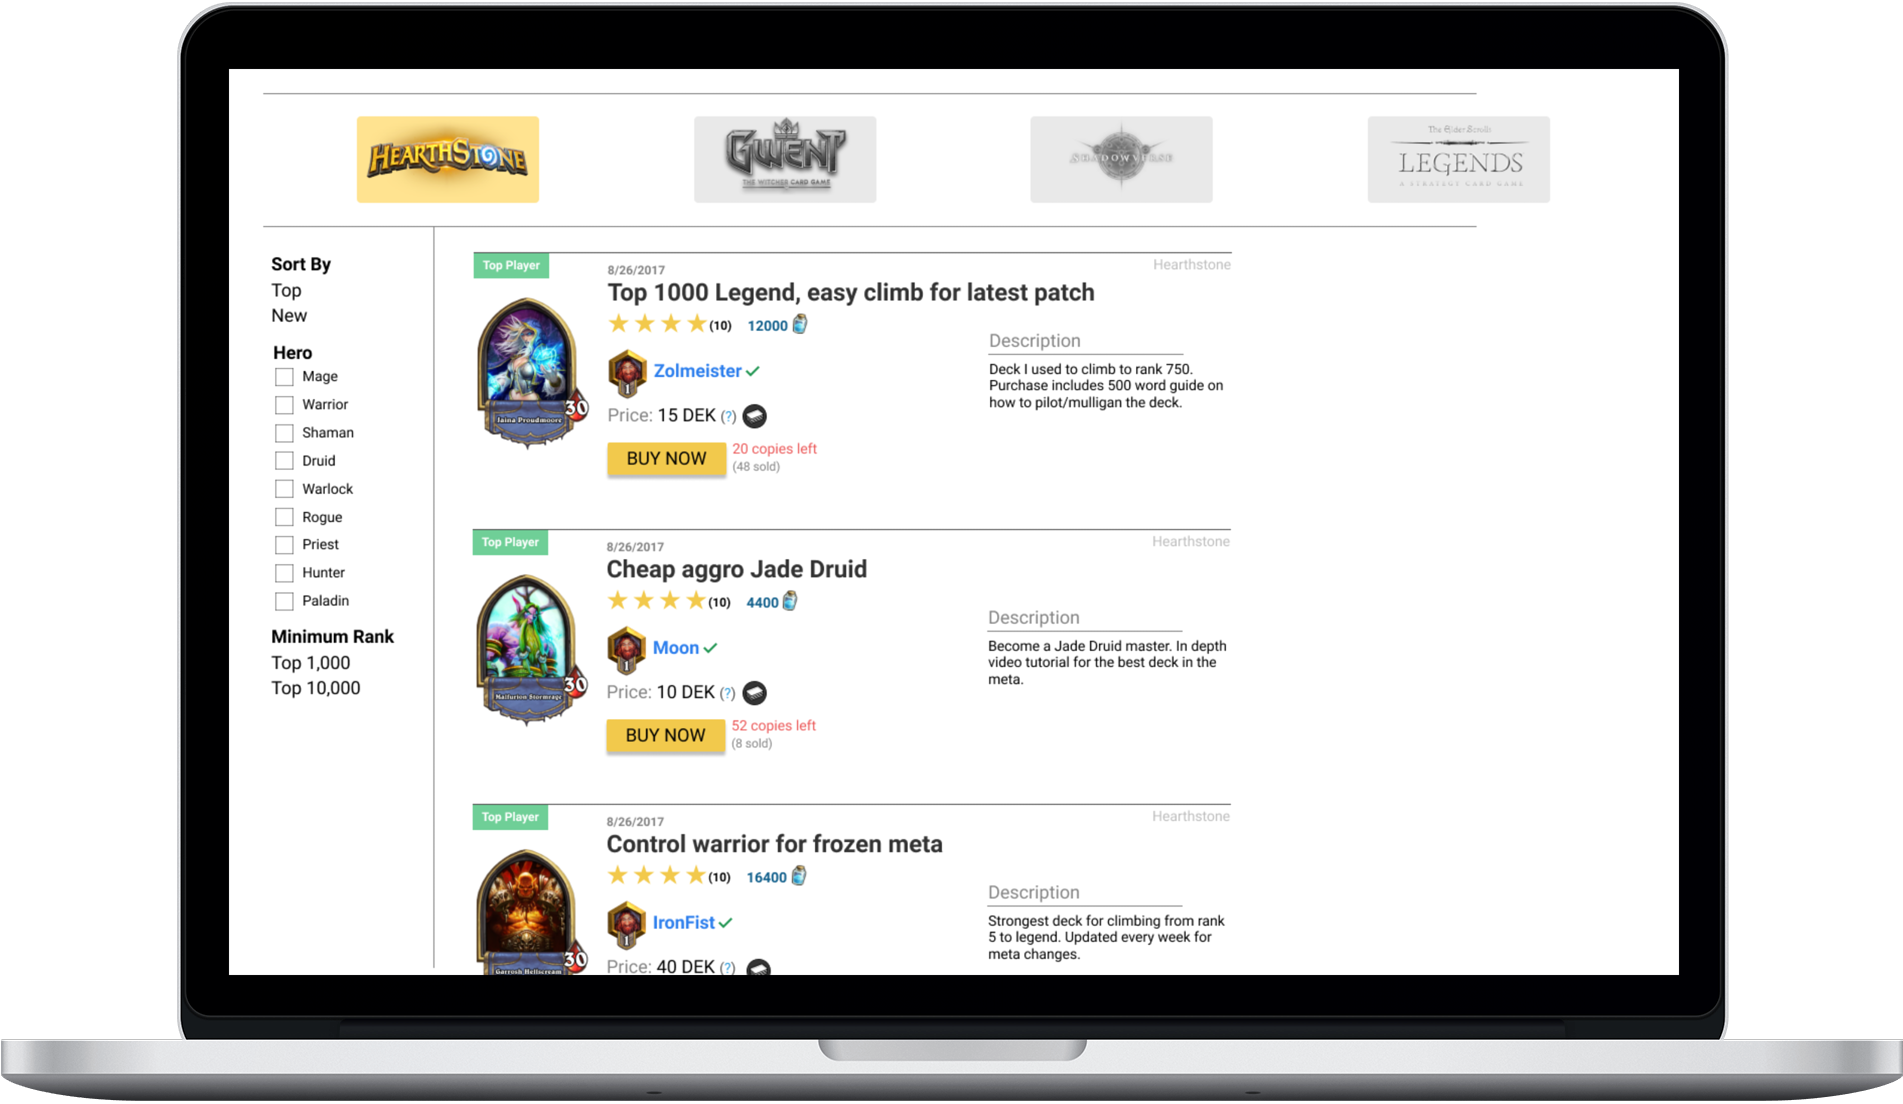 HEARTHSTONE
GWENT
THE WITCHER CARD GAME
SHADOWVERSE
The Elder Scrolls
LEGENDS
A STRATEGY CARD GAME
Sort By
Top
New
Hero
Mage
Warrior
Shaman
Druid
Warlock
Rogue
Priest
Hunter
Paladin
Minimum Rank
Top 1,000
Top 10,000
Top Player
8/26/2017
Hearthstone
Top 1000 Legend, easy climb for latest patch
(10) 12000
Jaina Proudmoore
30
1
Zolmeister
Price: 15 DEK (?)
BUY NOW
20 copies left
(48 sold)
Description
Deck I used to climb to rank 750.
Purchase includes 500 word guide on
how to pilot/mulligan the deck.
Top Player
8/26/2017
Hearthstone
Cheap aggro Jade Druid
(10) 4400
Malfurion Stormrage
30
1
Moon
Price: 10 DEK (?)
BUY NOW
52 copies left
(8 sold)
Description
Become a Jade Druid master. In depth
video tutorial for the best deck in the
meta.
Top Player
8/26/2017
Hearthstone
Control warrior for frozen meta
(10) 16400
Garrosh Hellscream
30
1
IronFist
Price: 40 DEK (?)
Description
Strongest deck for climbing from rank
5 to legend. Updated every week for
meta changes.